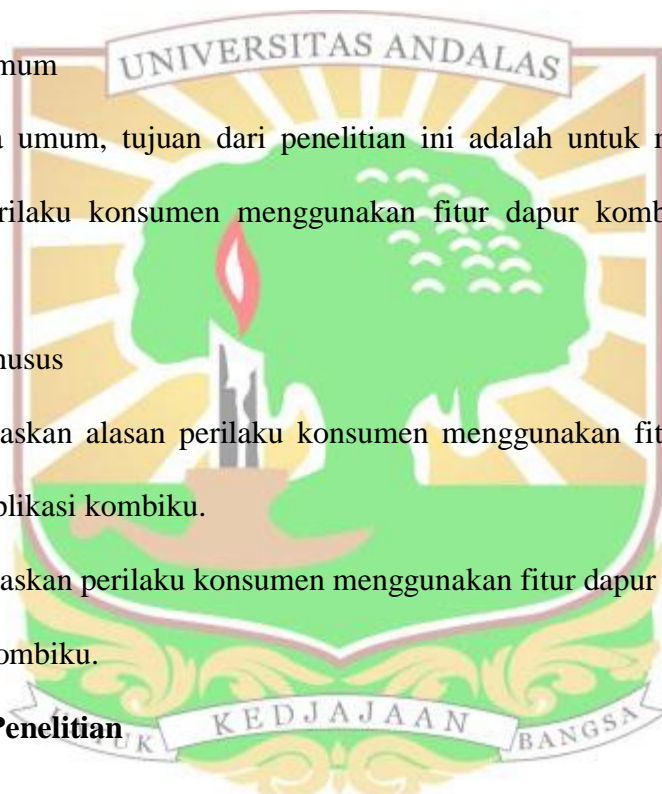 UNIVERSITAS ANDALAS
mum
umum, tujuan dari penelitian ini adalah untuk
rilaku konsumen menggunakan fitur dapur komb
husus
askan alasan perilaku konsumen menggunakan fit
plikasi kombiku.
askan perilaku konsumen menggunakan fitur dapur
ombiku.
Penelitian
UNTUK KEDJAJAAN BANGSA